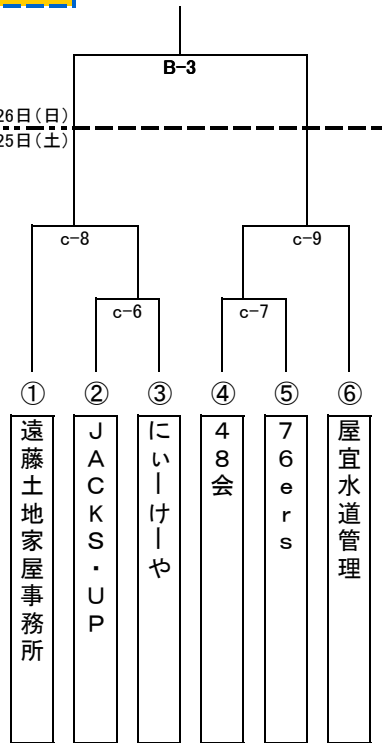 B-3
26日(日)
25日(土)
c-8
c-9
c-6
c-7
①
②
③
④
⑤
⑥
遠藤土地家屋事務所
JACKS・UP
にぃーけーや
48会
76ers
屋宜水道管理